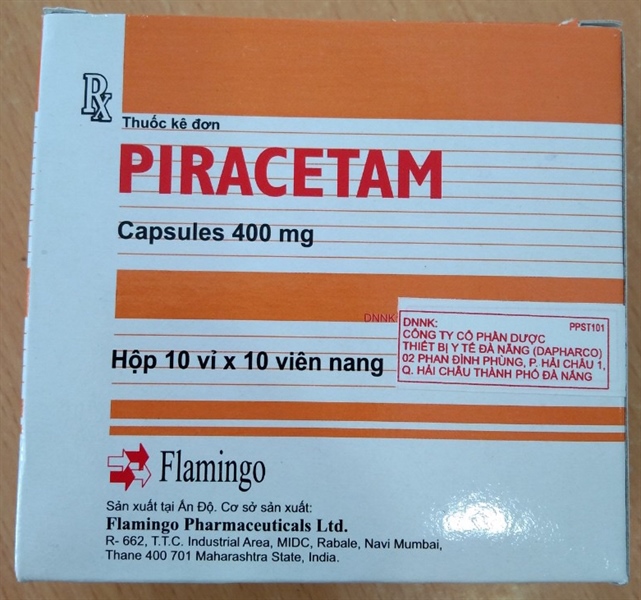 Rx
Thuốc kê đơn
PIRACETAM
Capsules 400 mg
DNNK:
DNNK:
PPST101
CÔNG TY CỔ PHẦN DƯỢC
THIẾT BỊ Y TẾ ĐÀ NẴNG (DAPHARCO)
02 PHAN ĐÌNH PHÙNG, P. HẢI CHÂU 1,
Q. HẢI CHÂU THÀNH PHỐ ĐÀ NẴNG
Hộp 10 vỉ x 10 viên nang
Flamingo
Sản xuất tại Ấn Độ. Cơ sở sản xuất:
Flamingo Pharmaceuticals Ltd.
R- 662, T.T.C. Industrial Area, MIDC, Rabale, Navi Mumbai,
Thane 400 701 Maharashtra State, India.